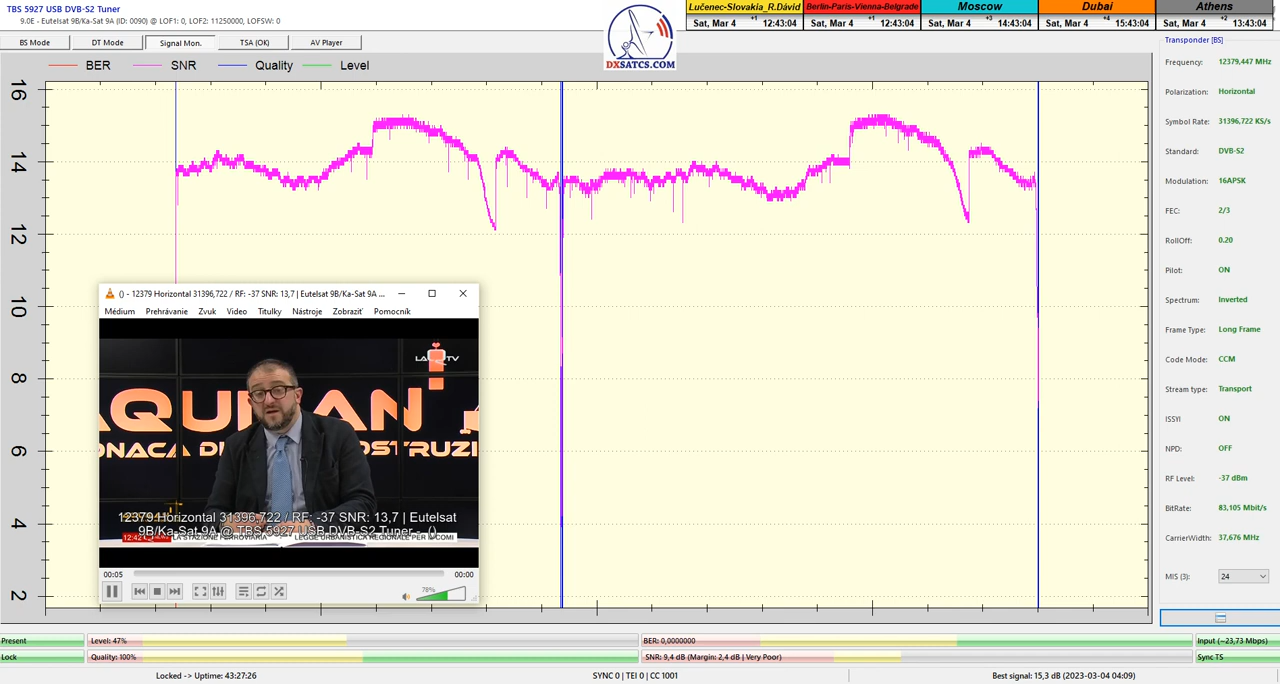 TBS 5927 USB DVB-S2 Tuner
9.0E - Eutelsat 9B/Ka-Sat 9A (ID: 0090) @ LOF1: 0, LOF2: 11250000, LOFSW: 0
BS Mode
DT Mode
Signal Mon.
TSA (OK)
AV Player
DXSATCS.COM
Lučenec-Slovakia_R.Dávid
Berlin-Paris-Vienna-Belgrade
Moscow
Dubai
Athens
Sat, Mar 4 +1 12:43:04
Sat, Mar 4 12:43:04
Sat, Mar 4 +3 14:43:04
Sat, Mar 4 +4 15:43:04
Sat, Mar 4 +2 13:43:04
BER
SNR
Quality
Level
16
14
12
10
8
6
4
2
() - 12379 Horizontal 31396,722 / RF: -37 SNR: 13,7 | Eutelsat 9B/Ka-Sat 9A ...
Médium
Prehrávanie
Zvuk
Video
Titulky
Nástroje
Zobraziť
Pomocník
TV
12379 Horizontal 31396,722 / RF: -37 SNR: 13,7 | Eutelsat
9B/Ka-Sat 9A @ TBS 5927 USB DVB-S2 Tuner - ()
LA STAZIONE FERROVIARIA
LEGGE URBANISTICA REGIONALE PER I COMI
00:05
00:00
78%
Transponder [BS]
Frequency: 12379,447 MHz
Polarization: Horizontal
Symbol Rate: 31396,722 KS/s
Standard: DVB-S2
Modulation: 16APSK
FEC: 2/3
RollOff: 0.20
Pilot: ON
Spectrum: Inverted
Frame Type: Long Frame
Code Mode: CCM
Stream type: Transport
ISSYI ON
NPD: OFF
RF Level: -37 dBm
BitRate: 83,105 Mbit/s
CarrierWidth: 37,676 MHz
MIS (3): 24
Present
Level: 47%
BER: 0,0000000
Input (~23,73 Mbps)
Lock
Quality: 100%
SNR: 9,4 dB (Margin: 2,4 dB | Very Poor)
Sync TS
Locked -> Uptime: 43:27:26
SYNC 0 | TEI 0 | CC 1001
Best signal: 15,3 dB (2023-03-04 04:09)